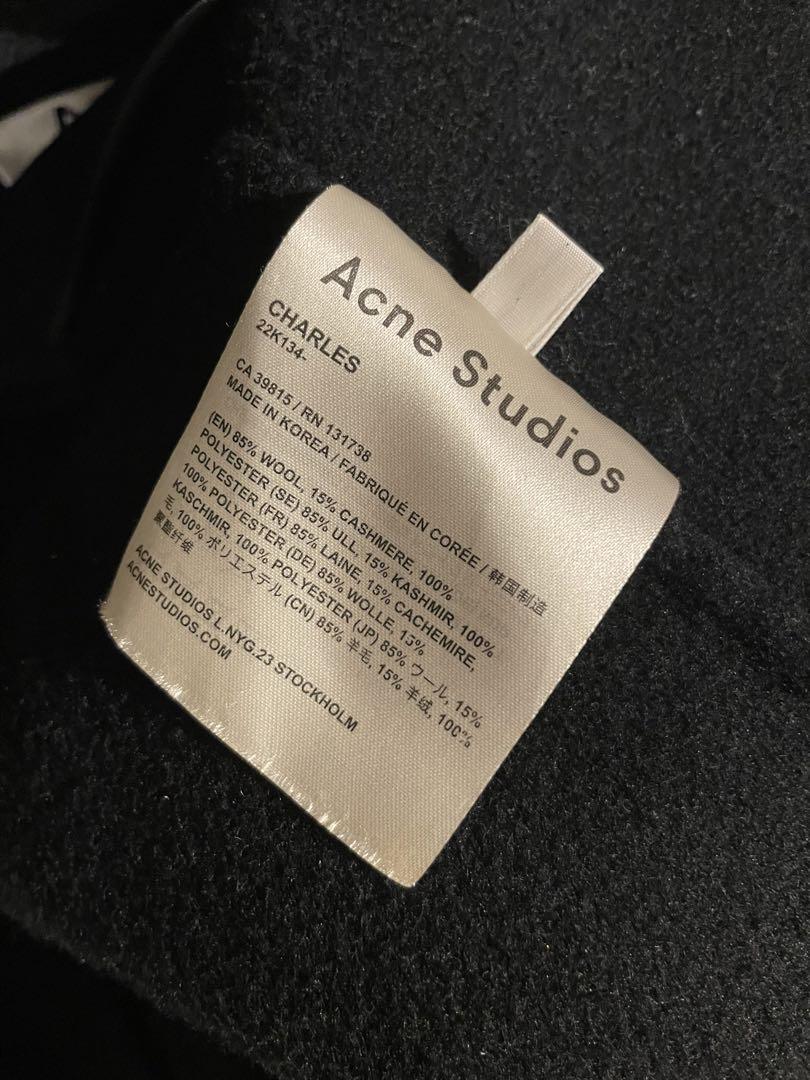 Acne Studios
CHARLES
22K134-
CA 39815 / RN 131738
MADE IN KOREA / FABRIQUÉ EN CORÉE / 韩国制造
(EN) 85% WOOL, 15% CASHMERE, 100%
POLYESTER (SE) 85% ULL, 15% KASHMIR, 100%
POLYESTER (FR) 85% LAINE, 15% CACHEMIRE,
100% POLYESTER (DE) 85% WOLLE, 15%
KASCHMIR, 100% POLYESTER (JP) 85% ウール, 15%
毛, 100% ポリエステル (CN) 85% 羊毛, 15% 羊绒, 100%
聚酯纤维
ACNE STUDIOS L.NYG.23 STOCKHOLM
ACNESTUDIOS.COM